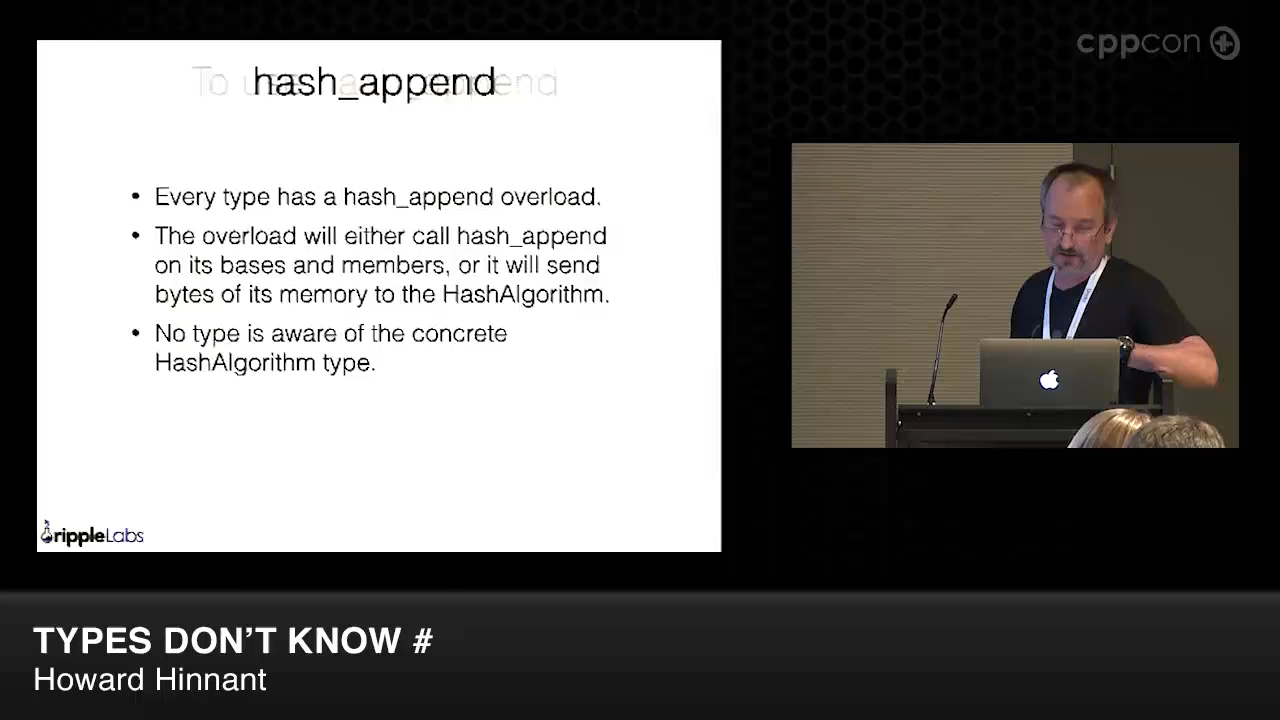 cppcon
hash_append
• Every type has a hash_append overload.
• The overload will either call hash_append
on its bases and members, or it will send
bytes of its memory to the HashAlgorithm.
• No type is aware of the concrete
HashAlgorithm type.
rippleLabs
TYPES DON'T KNOW #
Howard Hinnant